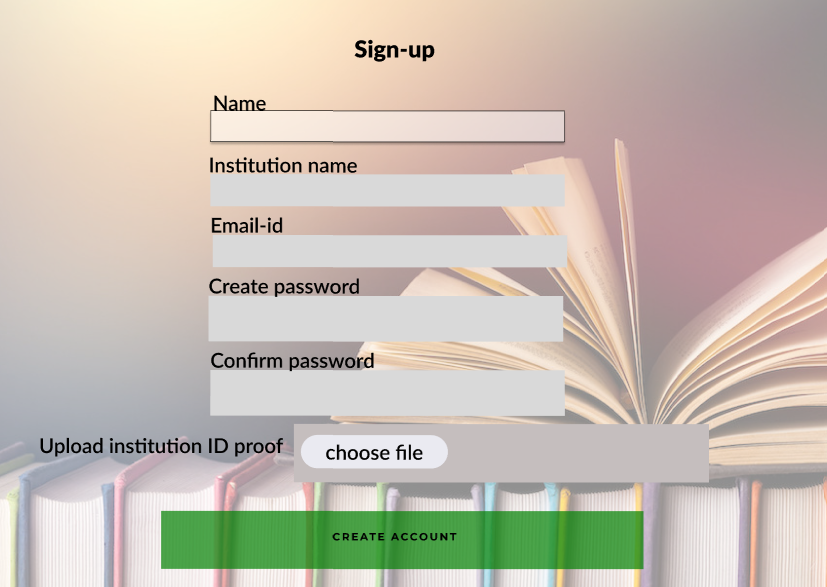 Sign-up
Name
Institution name
Email-id
Create password
Confirm password
Upload institution ID proof
choose file
CREATE ACCOUNT